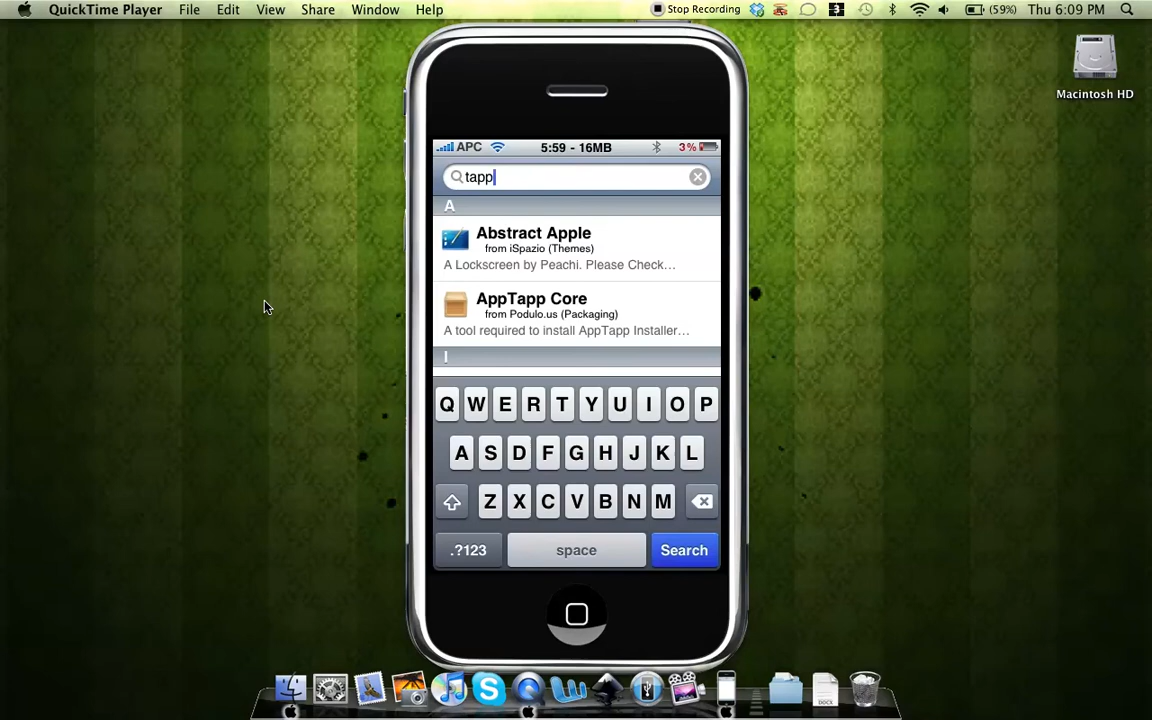 QuickTime Player File Edit View Share Window Help Stop Recording 3 (59%) Thu 6:09 PM
Macintosh HD
APC 5:59 - 16MB 3%
tapp
A
Abstract Apple
from iSpazio (Themes)
A Lockscreen by Peachi. Please Check...
AppTapp Core
from Podulo.us (Packaging)
A tool required to install AppTapp Installer...
I
Q W E R T Y U I O P
A S D F G H J K L
Z X C V B N M
.?123 space Search
DOCX